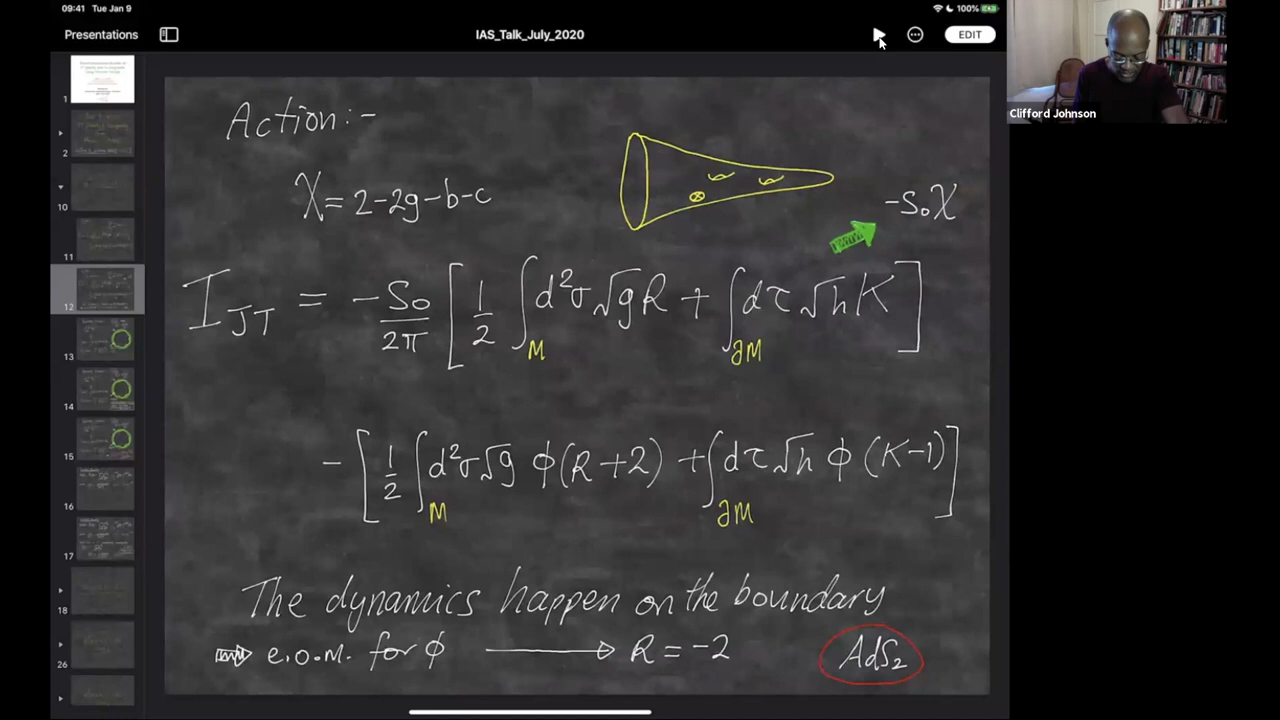 09:41 Tue Jan 9
100%
Presentations
IAS_Talk_July_2020
EDIT
Clifford Johnson
1
2
10
11
12
13
14
15
16
17
18
26
Action:-
χ = 2-2g-b-c
-S₀χ
I_JT = -S₀/2π [ 1/2 ∫_M d²σ √g R + ∫_∂M dτ √h K ]
- [ 1/2 ∫_M d²σ √g φ(R+2) + ∫_∂M dτ √h φ (K-1) ]
The dynamics happen on the boundary
e.o.m. for φ → R = -2 AdS₂